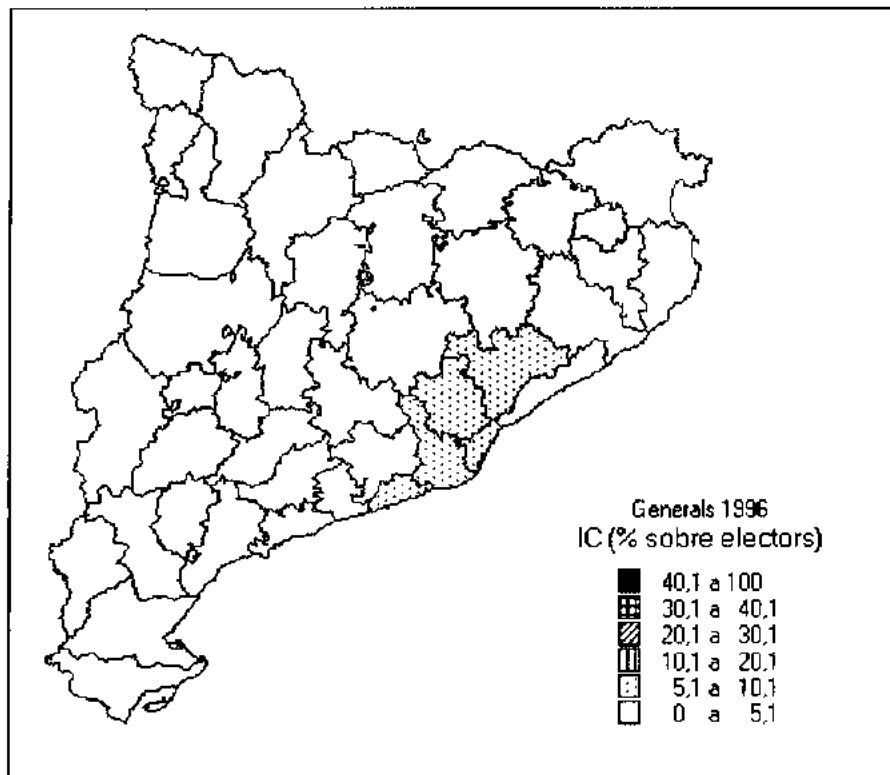 Generals 1996
IC (% sobre electors)
40,1 a 100
30,1 a 40,1
20,1 a 30,1
10,1 a 20,1
5,1 a 10,1
0 a 5,1